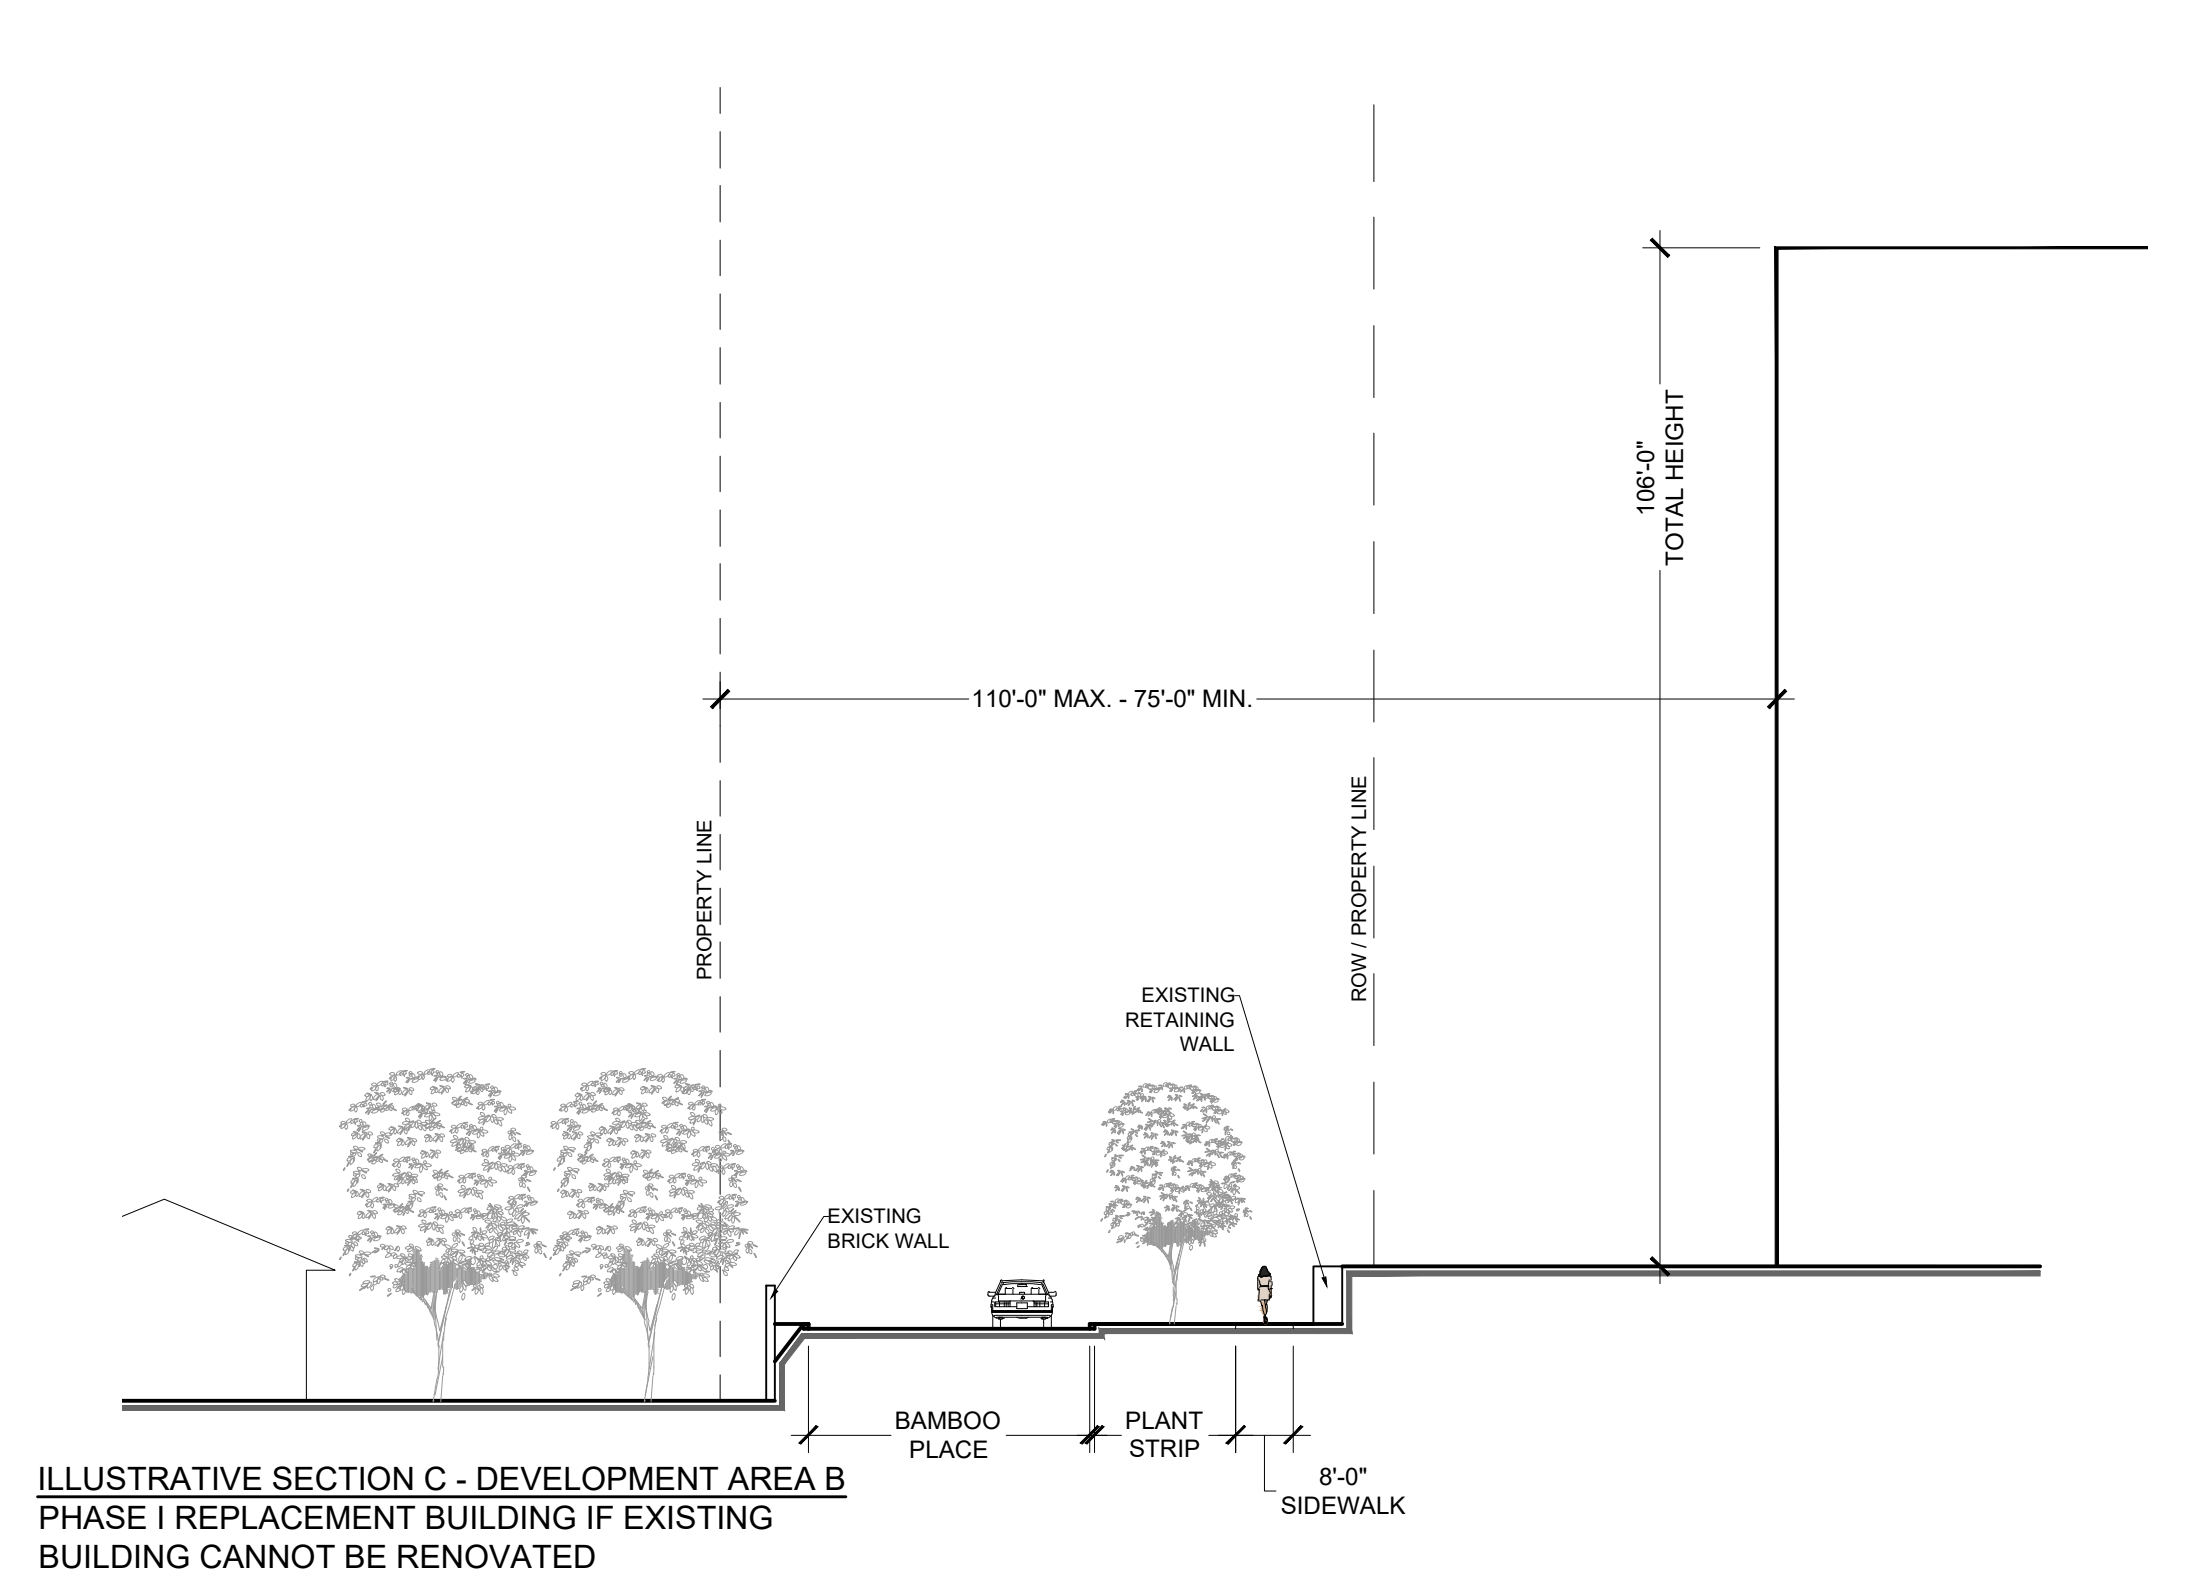 106'-0"
TOTAL HEIGHT
110'-0" MAX. - 75'-0" MIN.
PROPERTY LINE
ROW / PROPERTY LINE
EXISTING
RETAINING
WALL
EXISTING
BRICK WALL
BAMBOO
PLACE
PLANT
STRIP
8'-0"
SIDEWALK
ILLUSTRATIVE SECTION C - DEVELOPMENT AREA B
PHASE I REPLACEMENT BUILDING IF EXISTING
BUILDING CANNOT BE RENOVATED